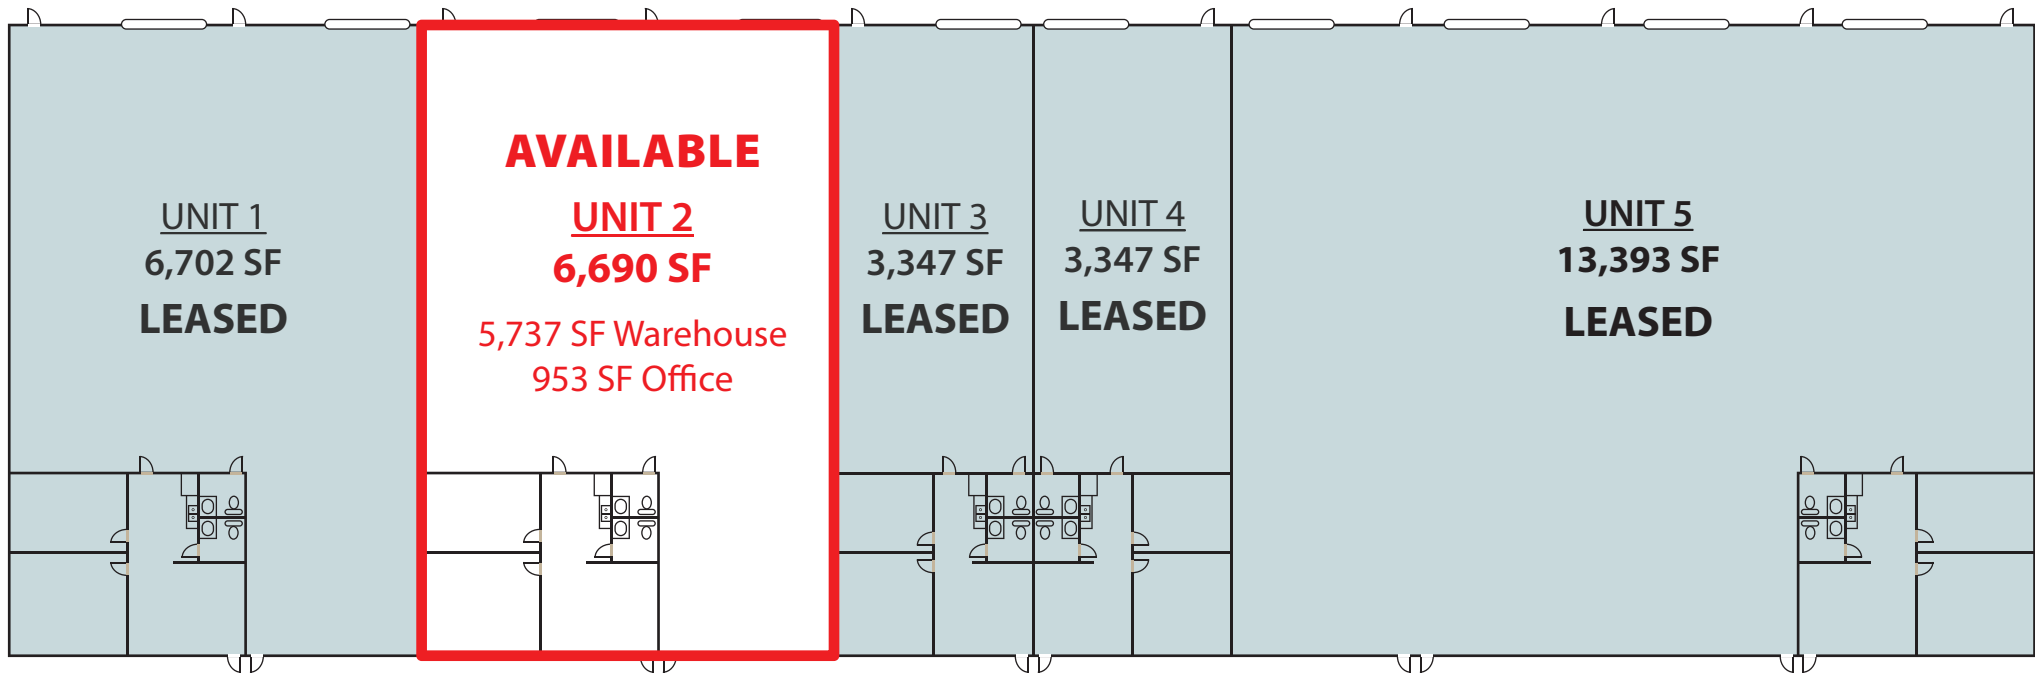 UNIT 1
6,702 SF
LEASED
AVAILABLE
UNIT 2
6,690 SF
5,737 SF Warehouse
953 SF Office
UNIT 3
3,347 SF
LEASED
UNIT 4
3,347 SF
LEASED
UNIT 5
13,393 SF
LEASED